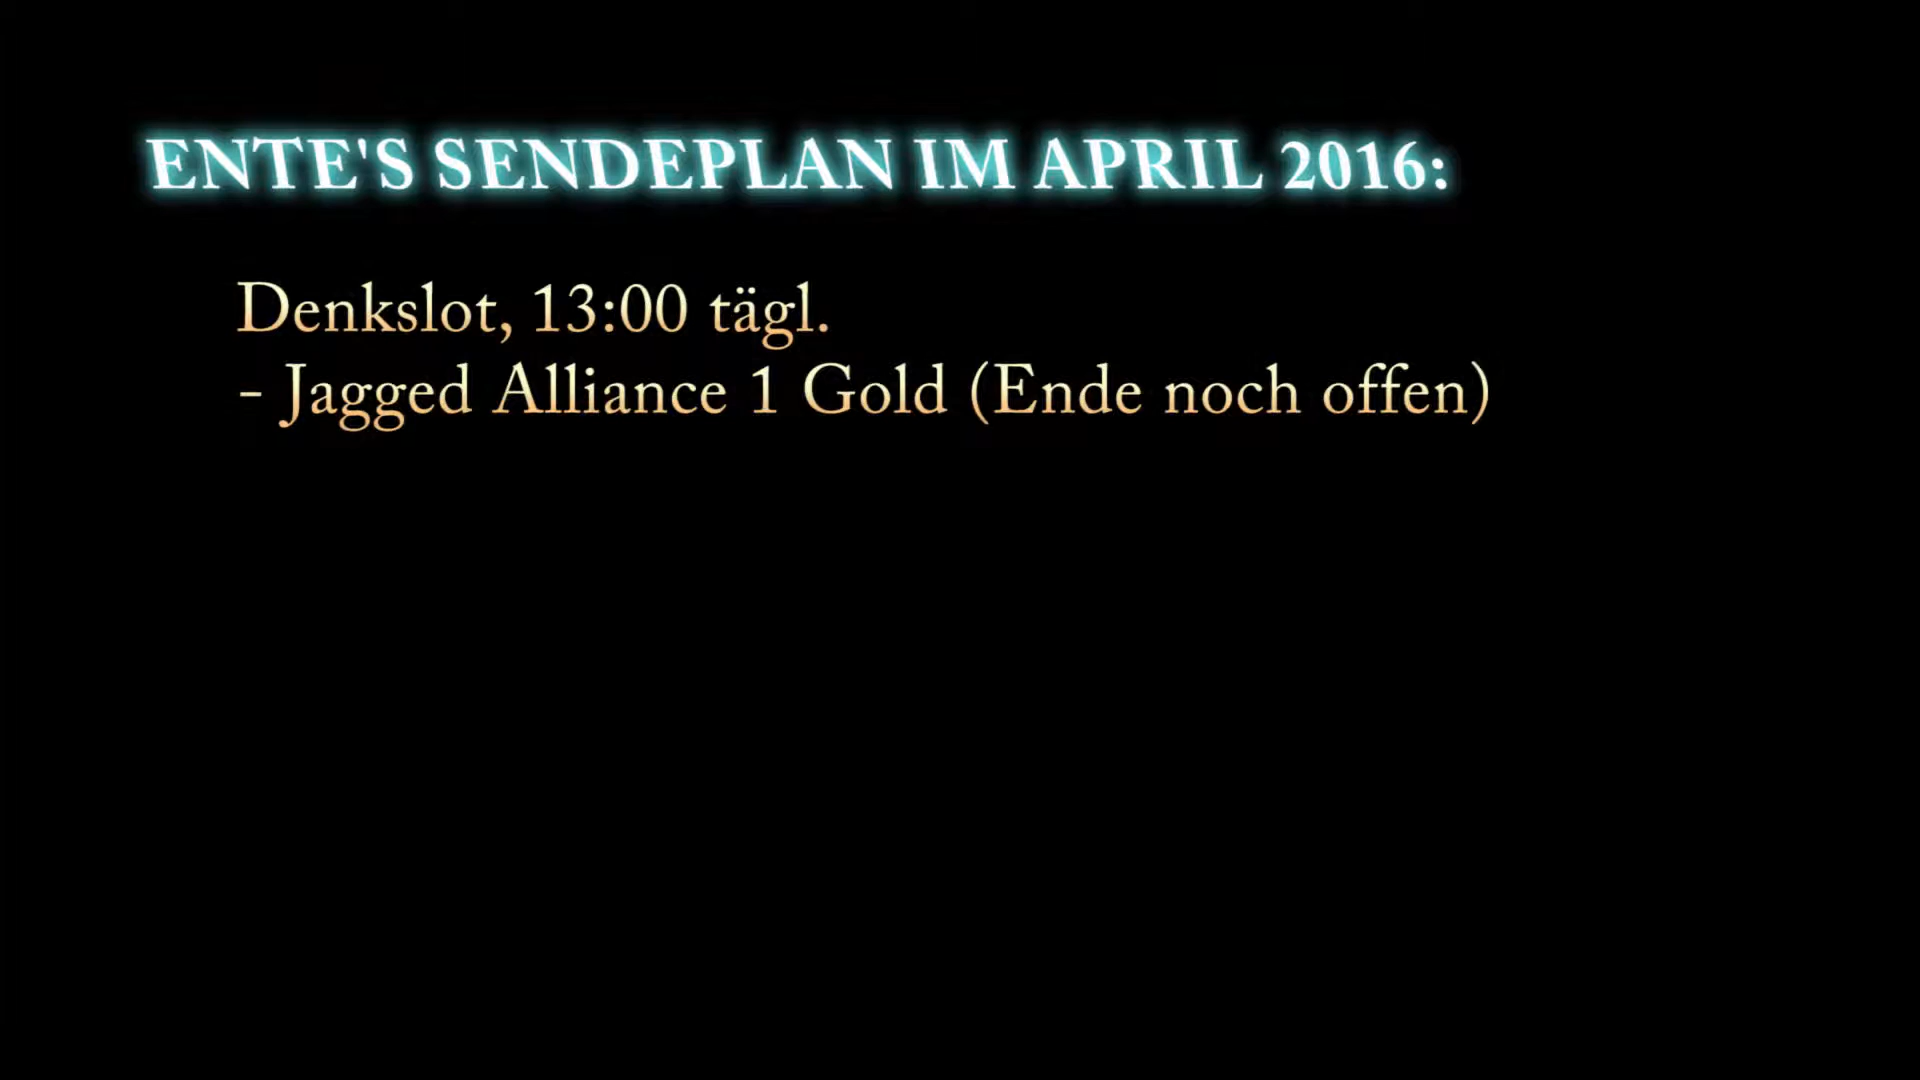 ENTE'S SENDEPLAN IM APRIL 2016:
Denkslot, 13:00 tägl.
- Jagged Alliance 1 Gold (Ende noch offen)